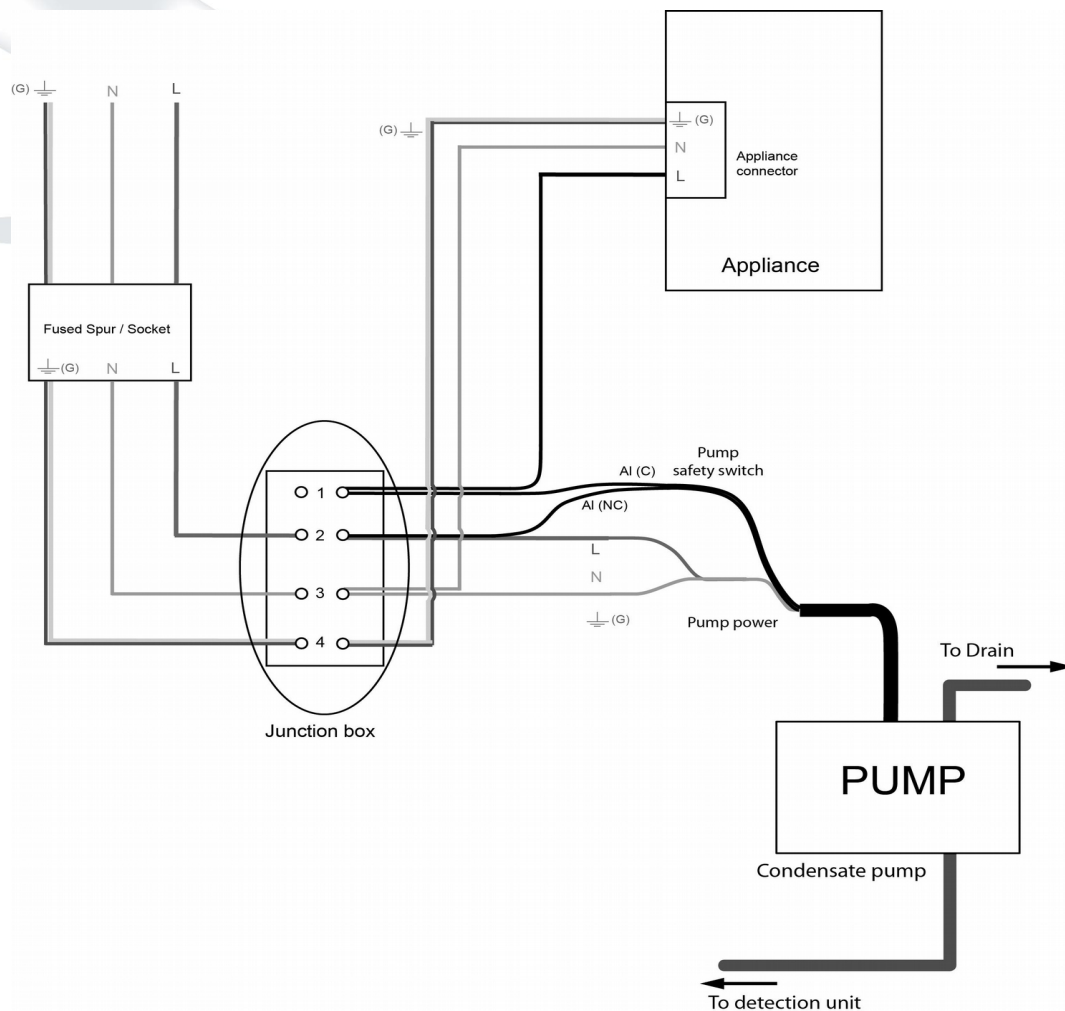 (G) N L
Fused Spur / Socket
(G) N L
(G)
(G)
N
L
Appliance
connector
Appliance
Pump
safety switch
Al (C)
Al (NC)
1
2
3
4
L
N
(G)
Pump power
Junction box
To Drain
PUMP
Condensate pump
To detection unit